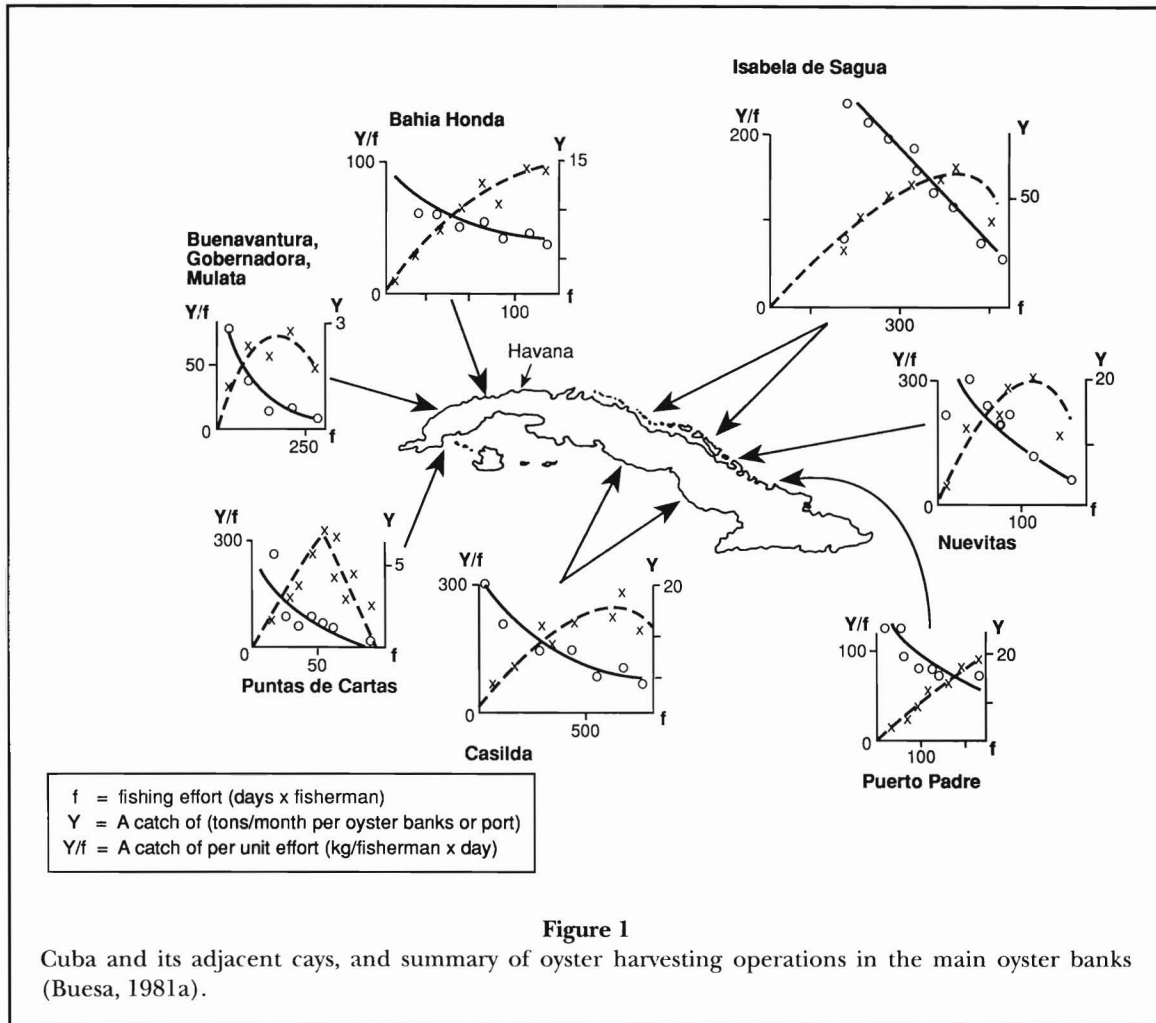 Isabela de Sagua
Y/f
200
0
300
f
Y
50
Bahia Honda
Y/f
100
0
100
f
Y
15
Buenavantura,
Gobernadora,
Mulata
Y/f
50
0
250
Y
3
Havana
Y/f
300
0
100
f
Y
20
Nuevitas
Y/f
300
50
f
Y
5
Puntas de Cartas
Y/f
300
0
500
f
Y
20
Casilda
Y/f
100
0
100
f
Y
20
Puerto Padre
f = fishing effort (days x fisherman)
Y = A catch of (tons/month per oyster banks or port)
Y/f = A catch of per unit effort (kg/fisherman x day)
Figure 1
Cuba and its adjacent cays, and summary of oyster harvesting operations in the main oyster banks
(Buesa, 1981a).